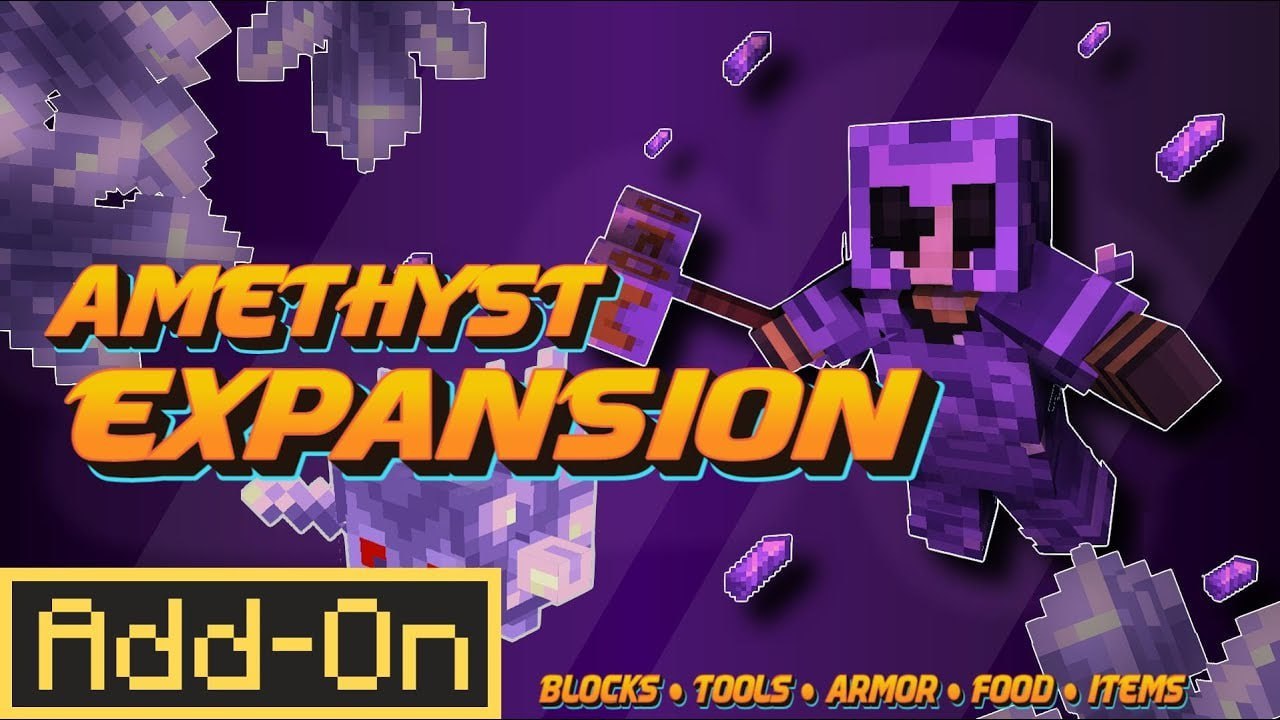 AMETHYST
EXPANSION
Add-On
BLOCKS • TOOLS • ARMOR • FOOD • ITEMS